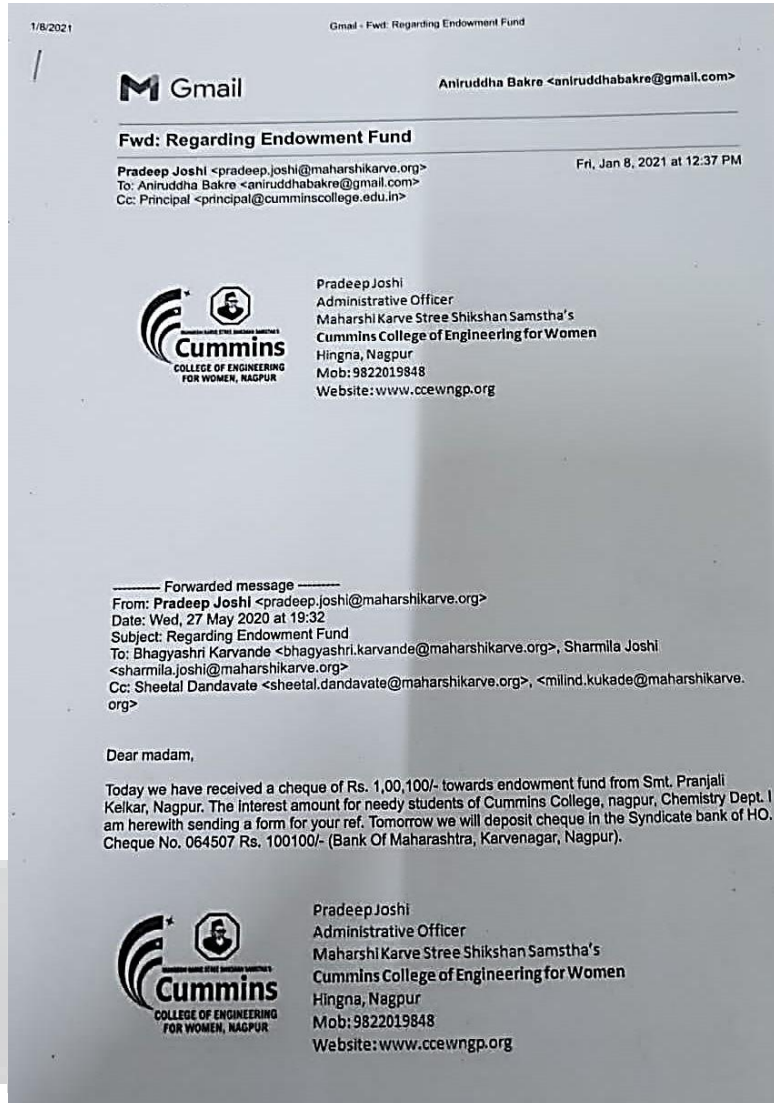 1/8/2021
Gmail - Fwd: Regarding Endowment Fund
Gmail
Aniruddha Bakre <aniruddhabakre@gmail.com>
Fwd: Regarding Endowment Fund
Pradeep Joshi <pradeep.joshi@maharshikarve.org>
Fri, Jan 8, 2021 at 12:37 PM
To: Aniruddha Bakre <aniruddhabakre@gmail.com>
Cc: Principal <principal@cumminscollege.edu.in>
Cummins
COLLEGE OF ENGINEERING
FOR WOMEN, NAGPUR
Pradeep Joshi
Administrative Officer
Maharshi Karve Stree Shikshan Samstha's
Cummins College of Engineering for Women
Hingna, Nagpur
Mob: 9822019848
Website: www.ccewngp.org
---------- Forwarded message ----------
From: Pradeep Joshi <pradeep.joshi@maharshikarve.org>
Date: Wed, 27 May 2020 at 19:32
Subject: Regarding Endowment Fund
To: Bhagyashri Karvande <bhagyashri.karvande@maharshikarve.org>, Sharmila Joshi
<sharmila.joshi@maharshikarve.org>
Cc: Sheetal Dandavate <sheetal.dandavate@maharshikarve.org>, <milind.kukade@maharshikarve.
org>
Dear madam,
Today we have received a cheque of Rs. 1,00,100/- towards endowment fund from Smt. Pranjali
Kelkar, Nagpur. The interest amount for needy students of Cummins College, nagpur, Chemistry Dept. I
am herewith sending a form for your ref. Tomorrow we will deposit cheque in the Syndicate bank of HO.
Cheque No. 064507 Rs. 100100/- (Bank Of Maharashtra, Karvenagar, Nagpur).
Cummins
COLLEGE OF ENGINEERING
FOR WOMEN, NAGPUR
Pradeep Joshi
Administrative Officer
Maharshi Karve Stree Shikshan Samstha's
Cummins College of Engineering for Women
Hingna, Nagpur
Mob: 9822019848
Website: www.ccewngp.org